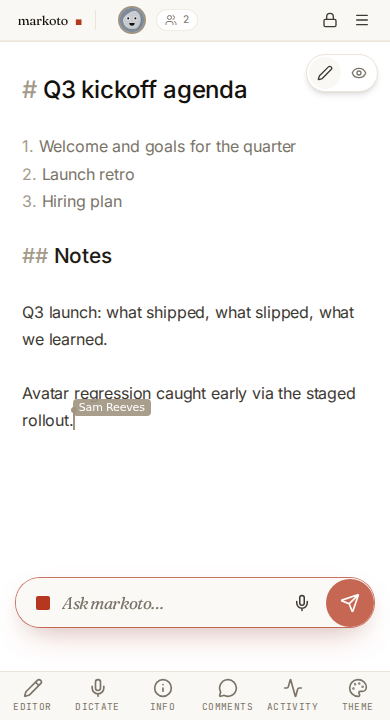 markoto
2
# Q3 kickoff agenda
1. Welcome and goals for the quarter
2. Launch retro
3. Hiring plan
## Notes
Q3 launch: what shipped, what slipped, what
we learned.
Avatar regression caught early via the staged
rollout.
Sam Reeves
Ask markoto...
EDITOR DICTATE INFO COMMENTS ACTIVITY THEME